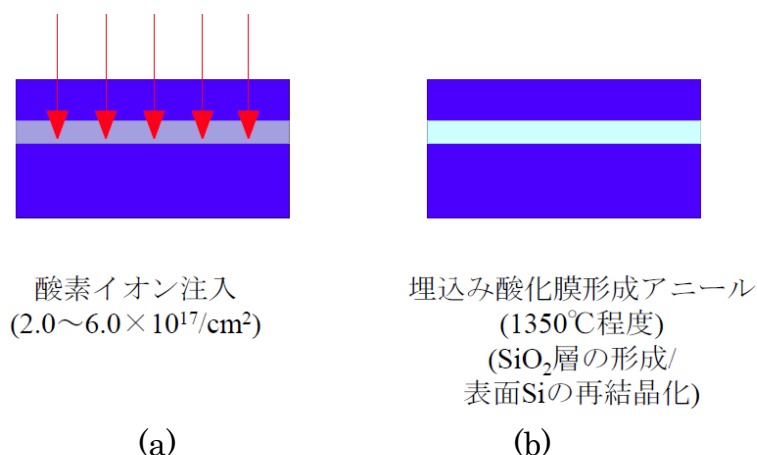 酸素イオン注入
(2.0～6.0×10¹⁷/cm²)
(a)
埋込み酸化膜形成アニール
(1350℃程度)
(SiO₂層の形成/
表面Siの再結晶化)
(b)